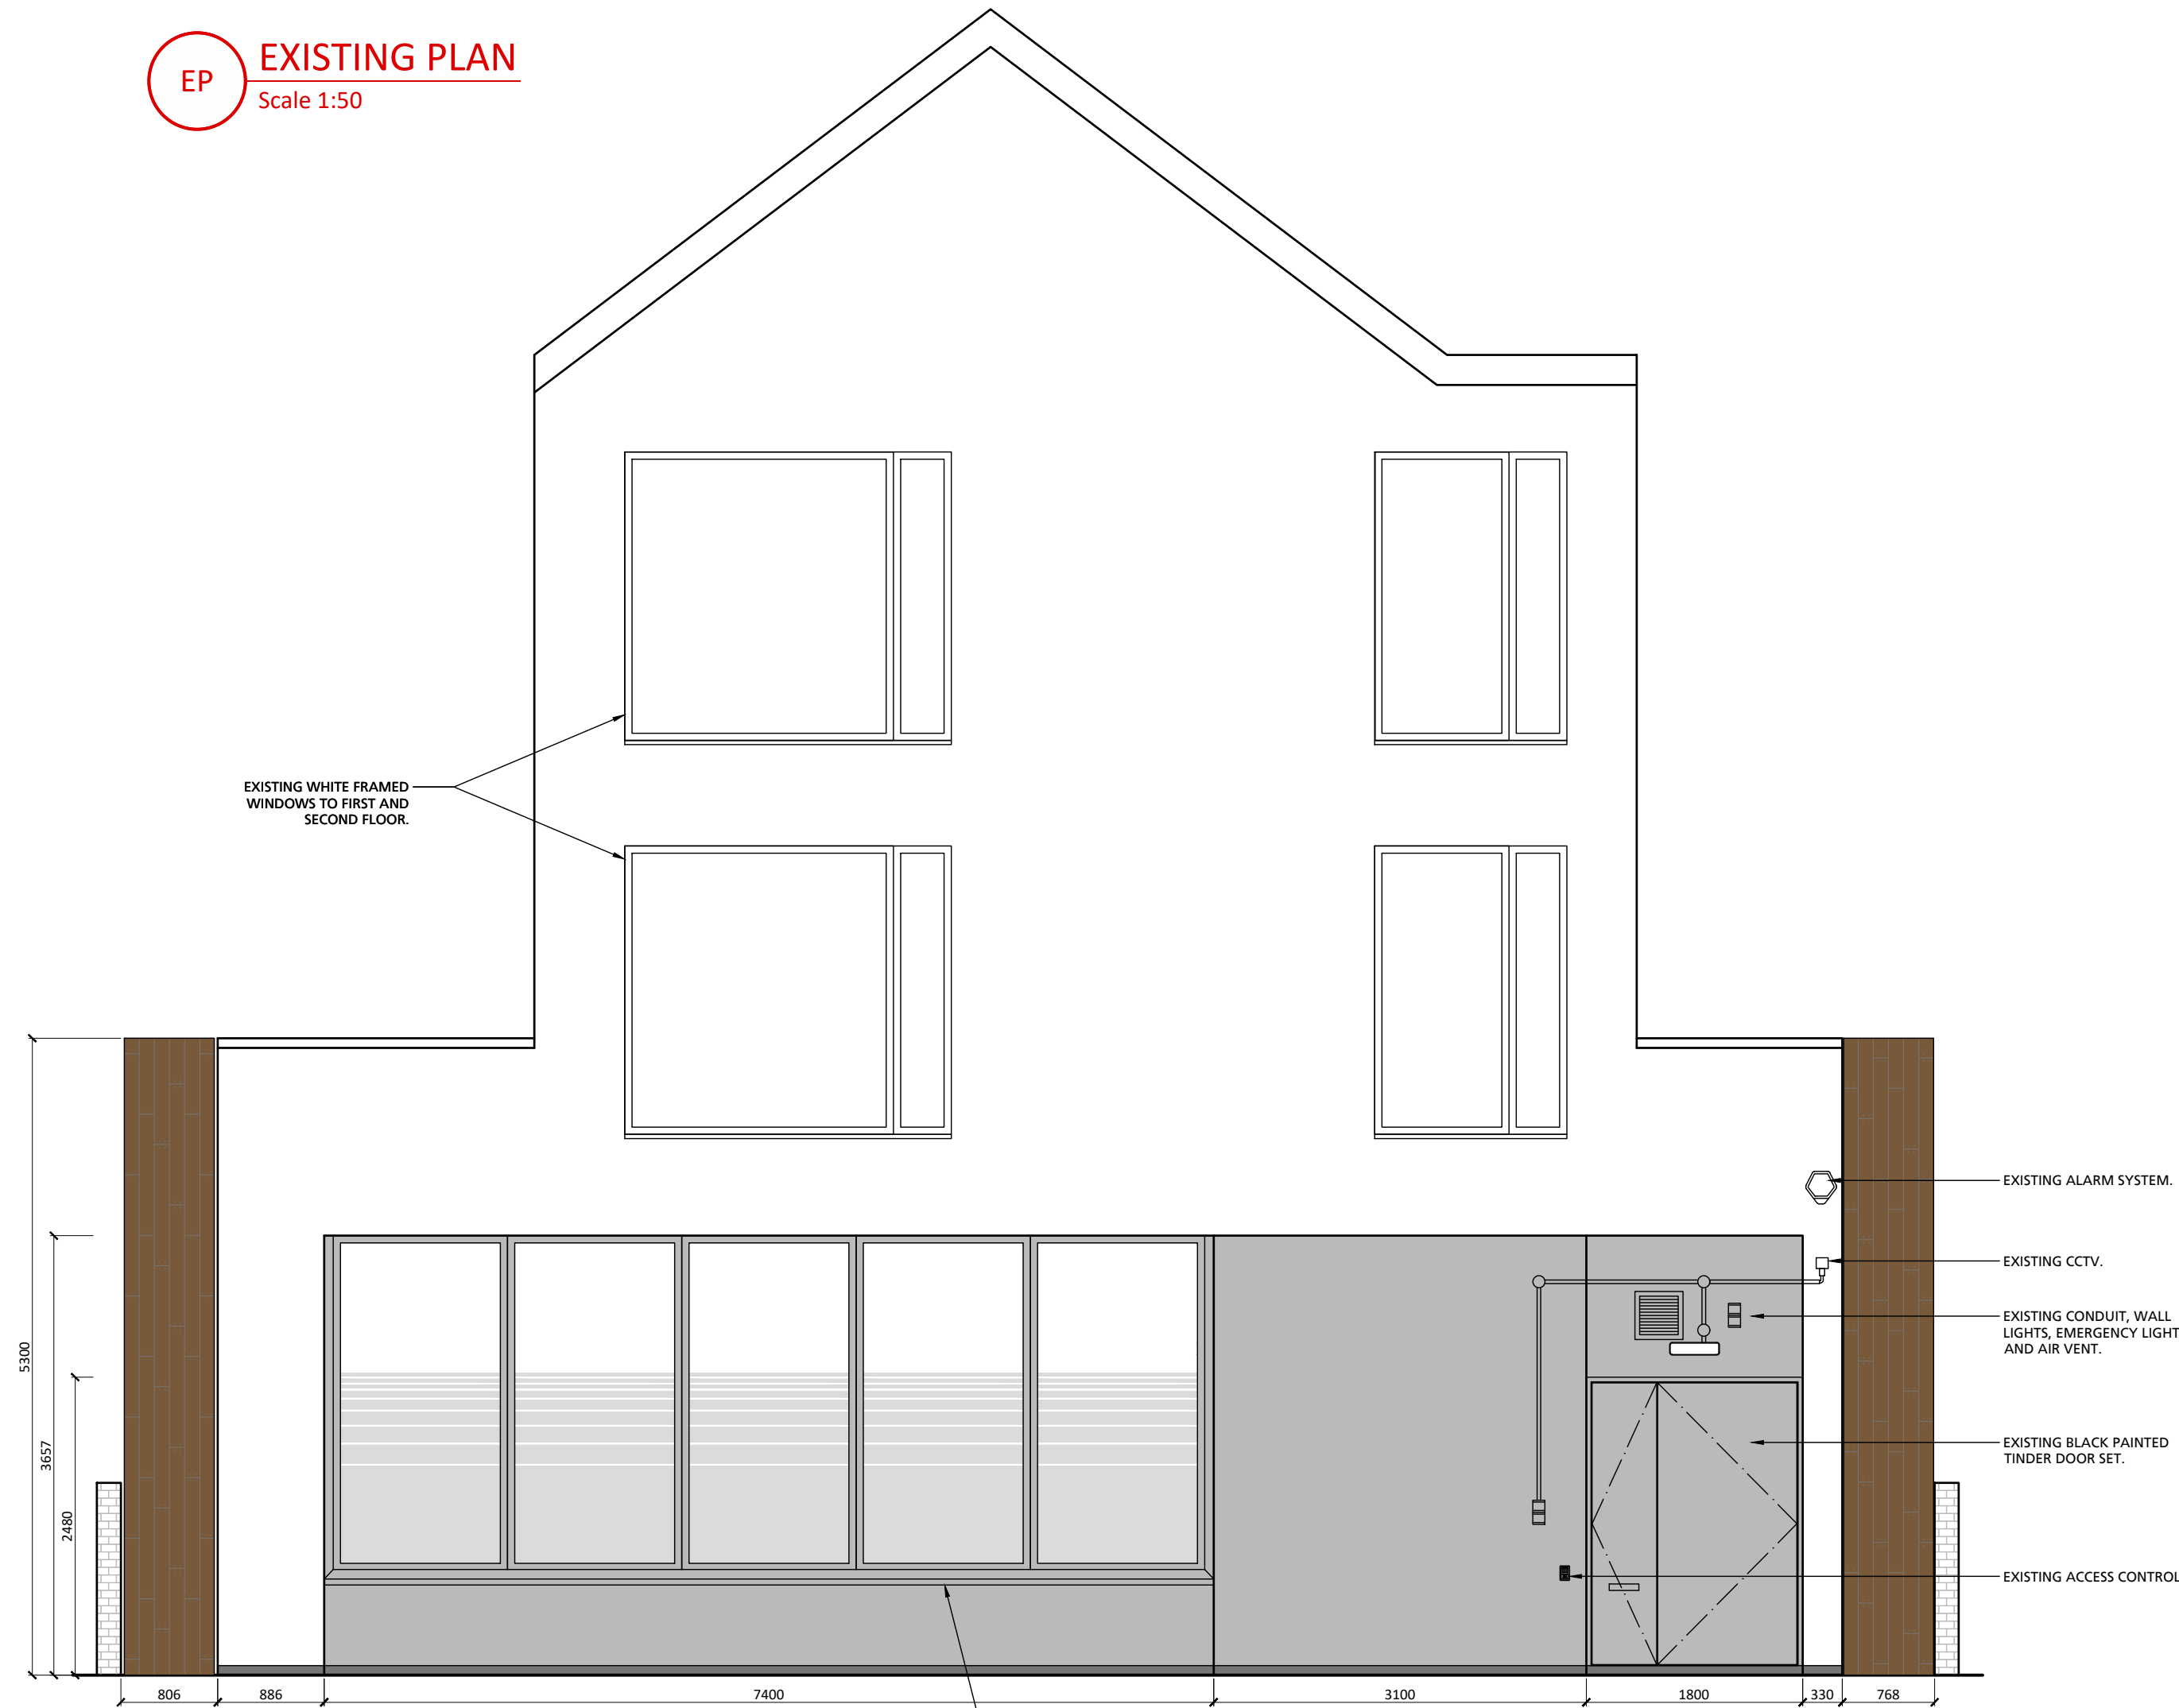 EP
EXISTING PLAN
Scale 1:50
EXISTING WHITE FRAMED
WINDOWS TO FIRST AND
SECOND FLOOR.
EXISTING ALARM SYSTEM.
EXISTING CCTV.
EXISTING CONDUIT, WALL
LIGHTS, EMERGENCY LIGHT
AND AIR VENT.
EXISTING BLACK PAINTED
TINDER DOOR SET.
EXISTING ACCESS CONTROL
5300
3657
2480
806
886
7400
3100
1800
330
768